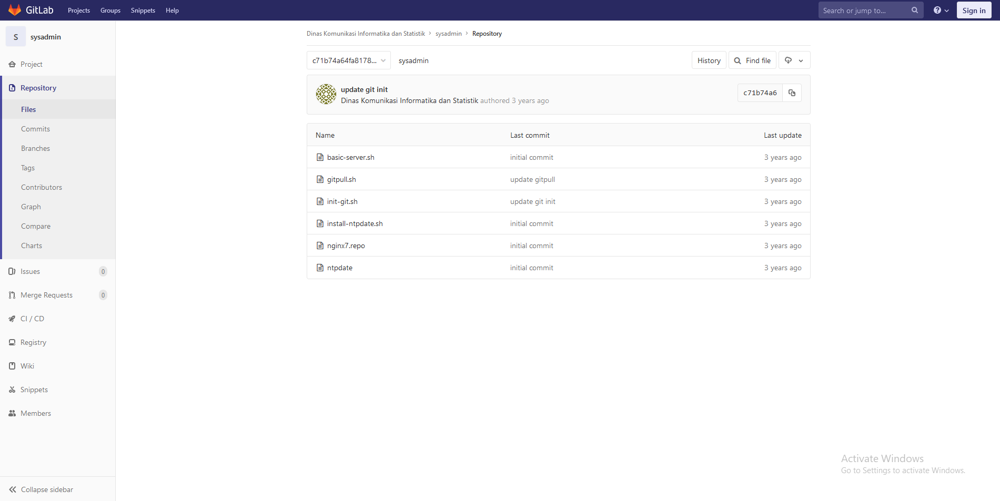 GitLab Projects Groups Snippets Help Search or jump to... Sign in
S sysadmin
Project
Repository
Files
Commits
Branches
Tags
Contributors
Graph
Compare
Charts
Issues 0
Merge Requests 0
CI / CD
Registry
Wiki
Snippets
Members
Collapse sidebar
Dinas Komunikasi Informatika dan Statistik › sysadmin › Repository
c71b74a64fa8178... sysadmin History Find file
update git init
Dinas Komunikasi Informatika dan Statistik authored 3 years ago
c71b74a6
Name Last commit Last update
basic-server.sh initial commit 3 years ago
gitpull.sh update gitpull 3 years ago
init-git.sh update git init 3 years ago
install-ntpdate.sh initial commit 3 years ago
nginx7.repo initial commit 3 years ago
ntpdate initial commit 3 years ago
Activate Windows
Go to Settings to activate Windows.